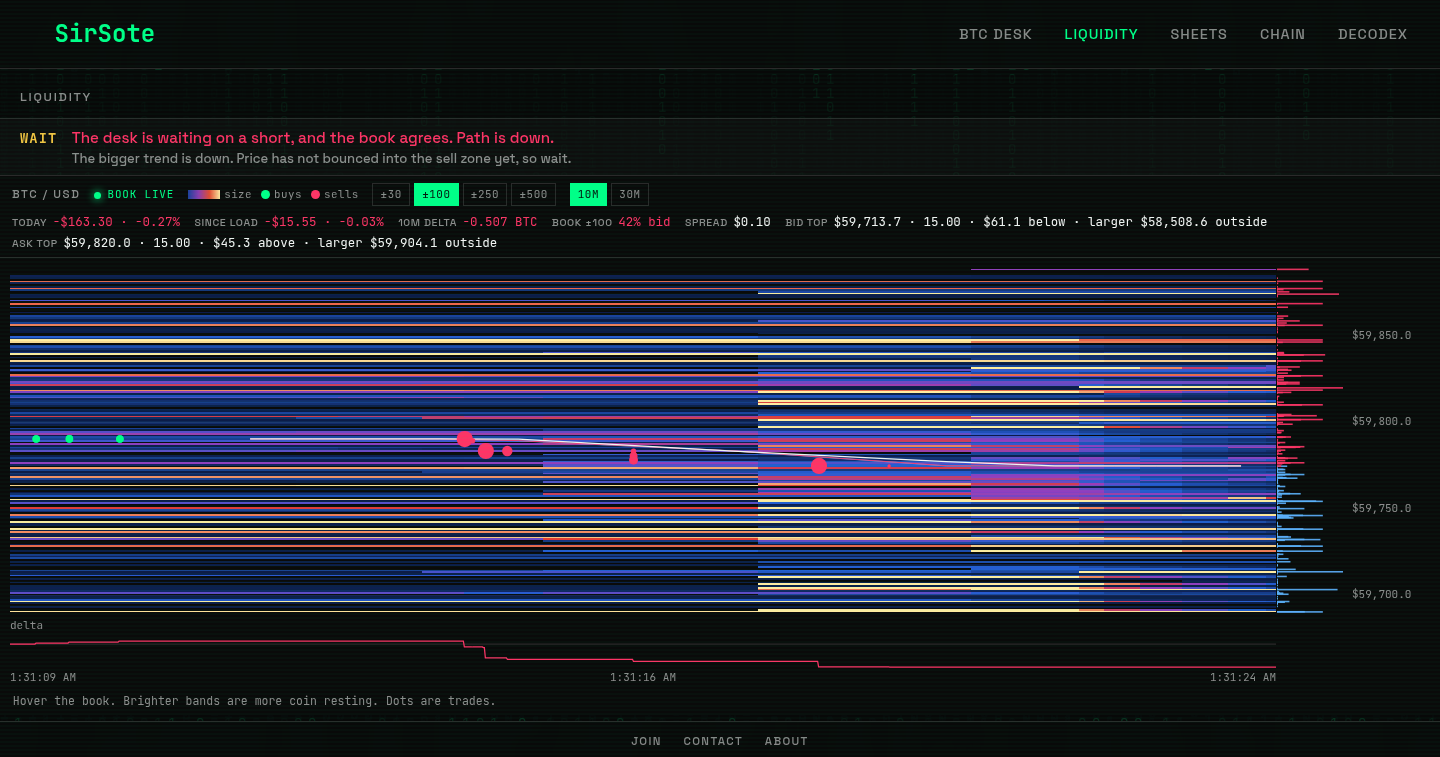 SirSote
BTC DESK LIQUIDITY SHEETS CHAIN DECODEX
LIQUIDITY
WAIT The desk is waiting on a short, and the book agrees. Path is down.
The bigger trend is down. Price has not bounced into the sell zone yet, so wait.
BTC / USD BOOK LIVE size buys sells ±30 ±100 ±250 ±500 10M 30M
TODAY -$163.30 · -0.27% SINCE LOAD -$15.55 · -0.03% 10M DELTA -0.507 BTC BOOK ±100 42% bid SPREAD $0.10 BID TOP $59,713.7 · 15.00 · $61.1 below · larger $58,508.6 outside
ASK TOP $59,820.0 · 15.00 · $45.3 above · larger $59,904.1 outside
$59,850.0
$59,800.0
$59,750.0
$59,700.0
delta
1:31:09 AM 1:31:16 AM 1:31:24 AM
Hover the book. Brighter bands are more coin resting. Dots are trades.
JOIN CONTACT ABOUT